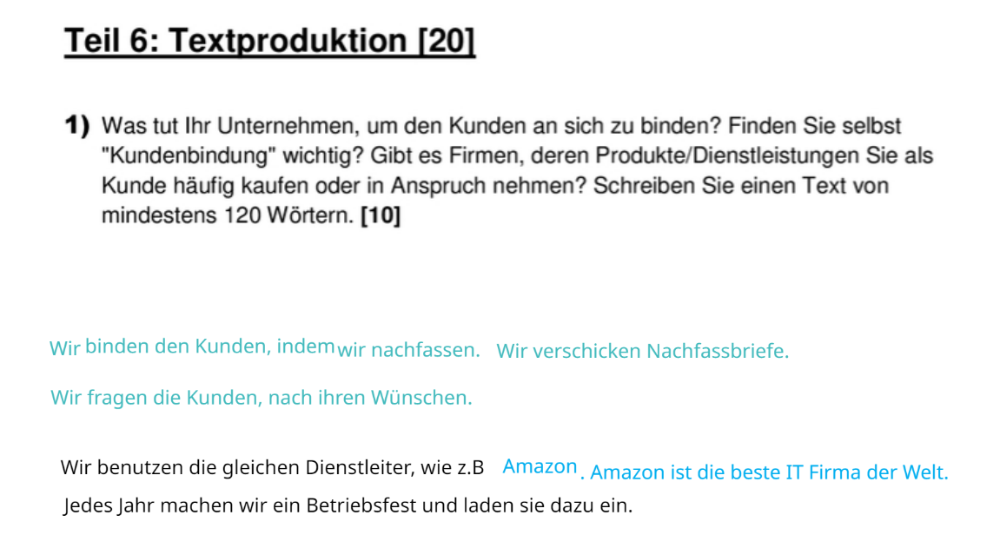 Teil 6: Textproduktion [20]
1) Was tut Ihr Unternehmen, um den Kunden an sich zu binden? Finden Sie selbst
"Kundenbindung" wichtig? Gibt es Firmen, deren Produkte/Dienstleistungen Sie als
Kunde häufig kaufen oder in Anspruch nehmen? Schreiben Sie einen Text von
mindestens 120 Wörtern. [10]
Wir binden den Kunden, indem wir nachfassen. Wir verschicken Nachfassbriefe.
Wir fragen die Kunden, nach ihren Wünschen.
Wir benutzen die gleichen Dienstleiter, wie z.B Amazon. Amazon ist die beste IT Firma der Welt.
Jedes Jahr machen wir ein Betriebsfest und laden sie dazu ein.